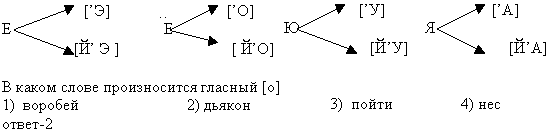 ['Э] ['О] ['У] ['А]
Е Ё Ю Я
[Й'Э] [Й'О] [Й'У] [Й'А]
В каком слове произносится гласный [о]
1) воробей 2) дьякон 3) пойти 4) нес
ответ-2